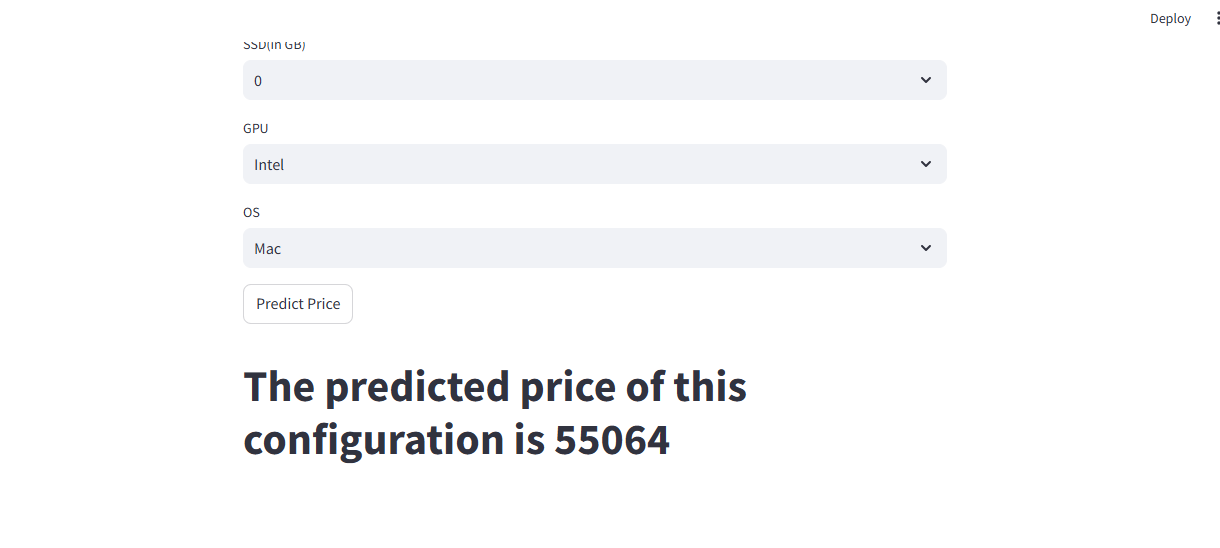 Deploy
SSD(in GB)
0
GPU
Intel
OS
Mac
Predict Price
The predicted price of this
configuration is 55064